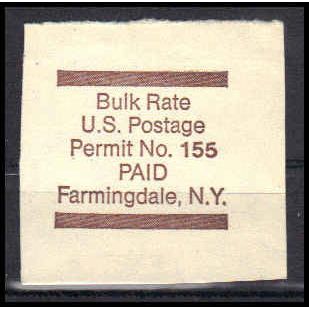 Bulk Rate
U.S. Postage
Permit No. 155
PAID
Farmingdale, N.Y.